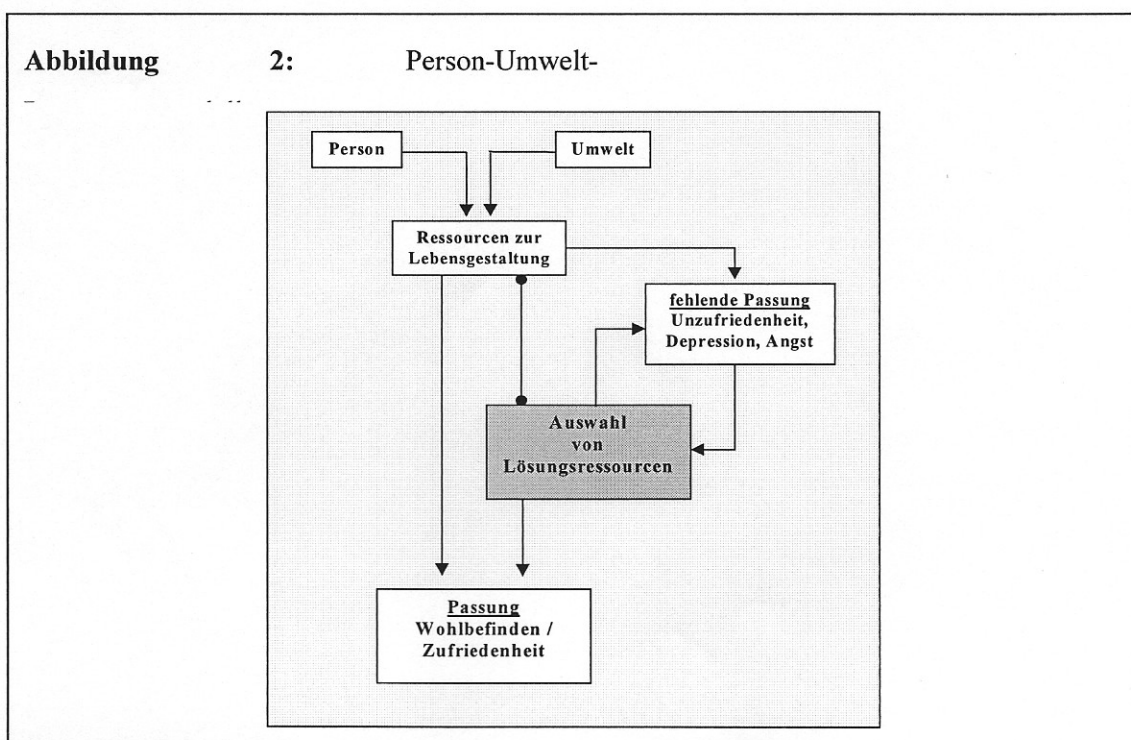 Abbildung 2: Person-Umwelt-
Person
Umwelt
Ressourcen zur
Lebensgestaltung
fehlende Passung
Unzufriedenheit,
Depression, Angst
Auswahl
von
Lösungsressourcen
Passung
Wohlbefinden /
Zufriedenheit